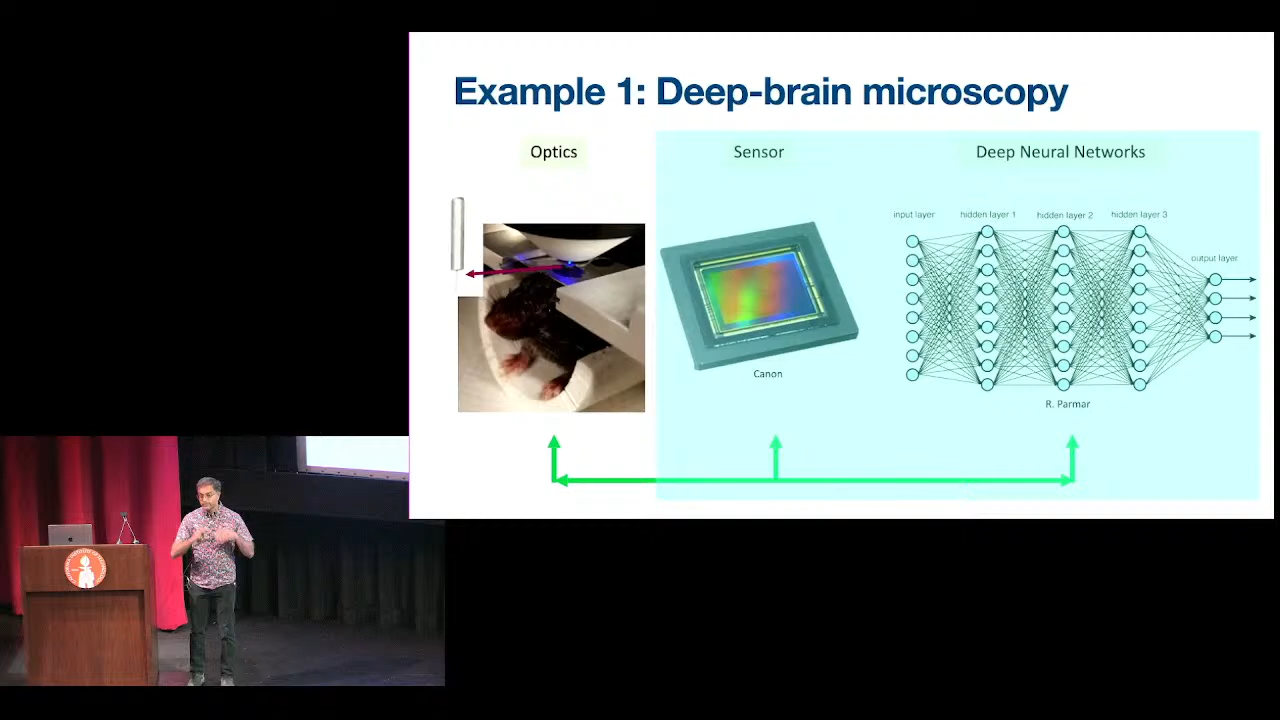 Example 1: Deep-brain microscopy
Optics
Sensor
Deep Neural Networks
input layer
hidden layer 1
hidden layer 2
hidden layer 3
output layer
Canon
R. Parmar